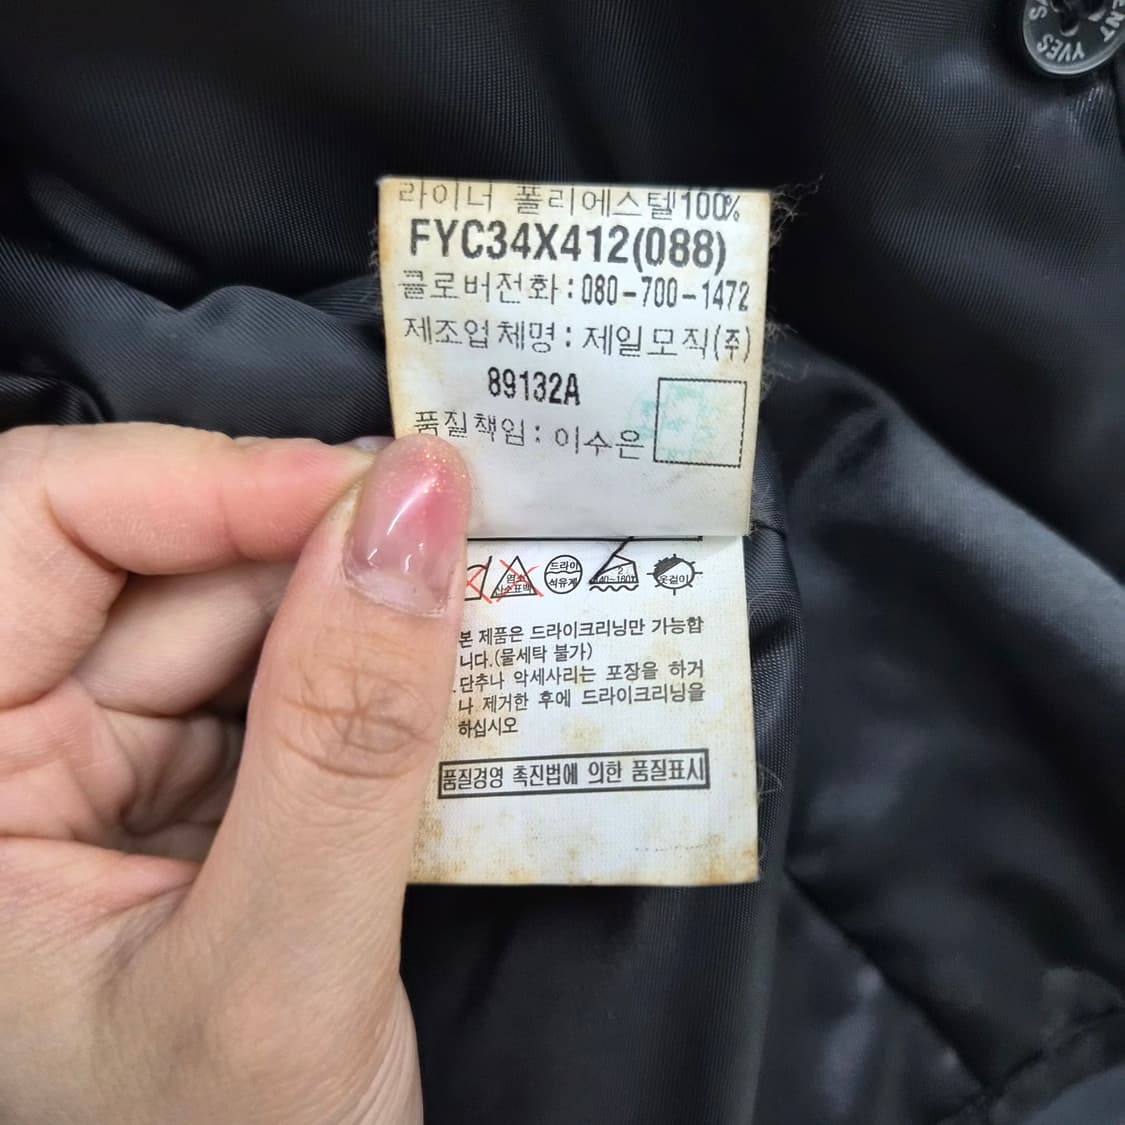 YVES
라이너 폴리에스텔100%
FYC34X412(088)
클로버전화:080-700-1472
제조업체명:제일모직(주)
89132A
품질책임:이수은
드라이
석유계
옷걸이
본 제품은 드라이크리닝만 가능합
니다.(물세탁 불가)
단추나 악세사리는 포장을 하거
나 제거한 후에 드라이크리닝을
하십시오
품질경영 촉진법에 의한 품질표시